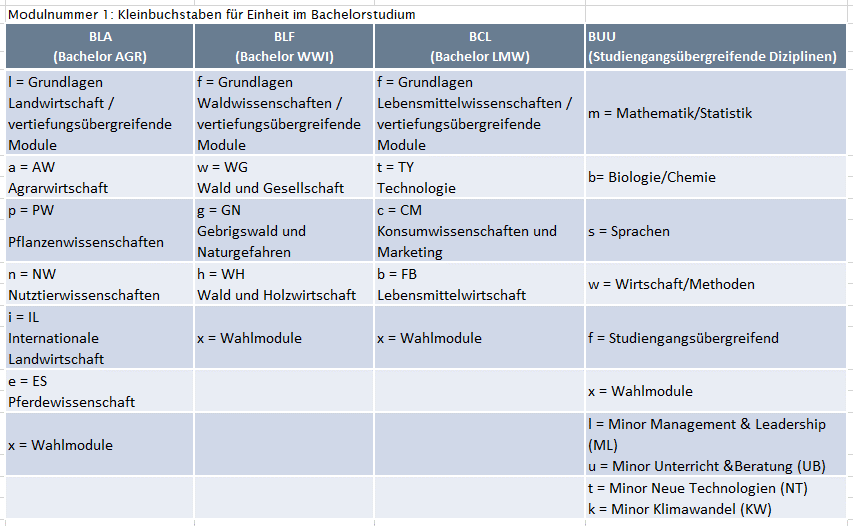 Modulnummer 1: Kleinbuchstaben für Einheit im Bachelorstudium
BLA
(Bachelor AGR)
BLF
(Bachelor WWI)
BCL
(Bachelor LMW)
BUU
(Studiengangsübergreifende Diziplinen)
l = Grundlagen
Landwirtschaft /
vertiefungsübergreifende
Module
f = Grundlagen
Waldwissenschaften /
vertiefungsübergreifende
Module
f = Grundlagen
Lebensmittelwissenschaften /
vertiefungsübergreifende
Module
m = Mathematik/Statistik
a = AW
Agrarwirtschaft
w = WG
Wald und Gesellschaft
t = TY
Technologie
b= Biologie/Chemie
p = PW
Pflanzenwissenschaften
g = GN
Gebrigswald und
Naturgefahren
c = CM
Konsumwissenschaften und
Marketing
s = Sprachen
n = NW
Nutztierwissenschaften
h = WH
Wald und Holzwirtschaft
b = FB
Lebensmittelwirtschaft
w = Wirtschaft/Methoden
i = IL
Internationale
Landwirtschaft
x = Wahlmodule
x = Wahlmodule
f = Studiengangsübergreifend
e = ES
Pferdewissenschaft
x = Wahlmodule
x = Wahlmodule
l = Minor Management & Leadership
(ML)
u = Minor Unterricht &Beratung (UB)
t = Minor Neue Technologien (NT)
k = Minor Klimawandel (KW)